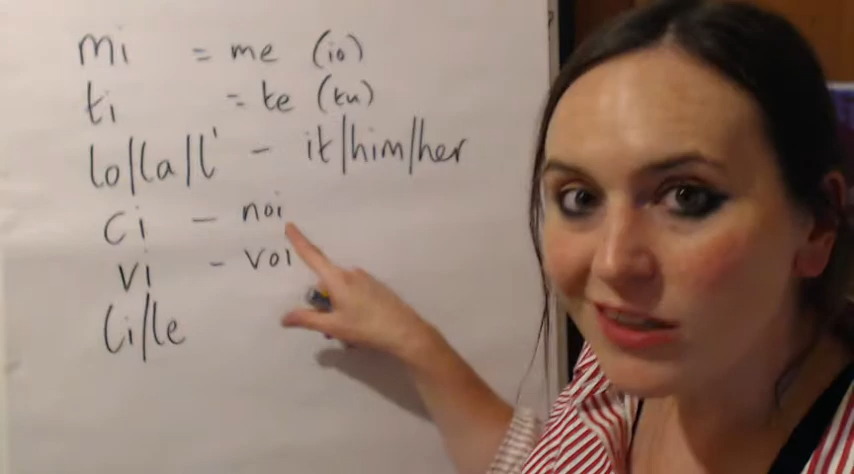 mi = me (io)
ti = te (tu)
lo/la/l' - it/him/her
ci - noi
vi - voi
li/le